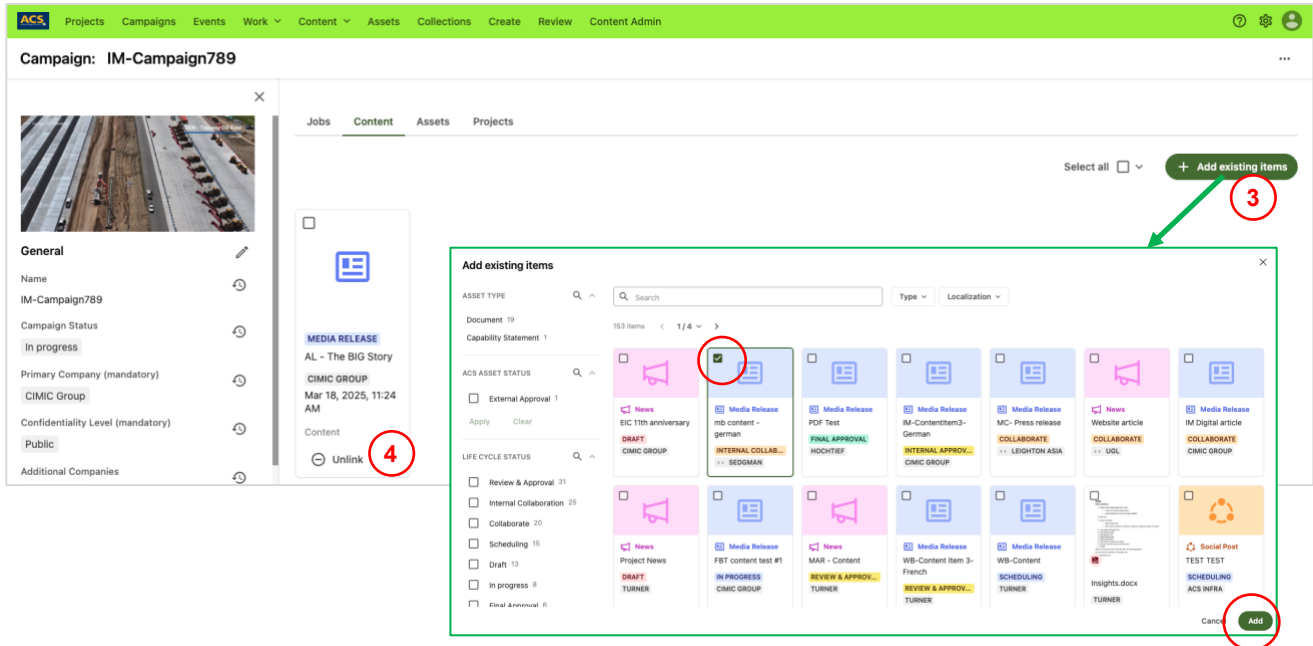 ACS Projects Campaigns Events Work Content Assets Collections Create Review Content Admin
Campaign: IM-Campaign789
Jobs Content Assets Projects
Select all
+ Add existing items
3
General
Name
IM-Campaign789
Campaign Status
In progress
Primary Company (mandatory)
CIMIC Group
Confidentiality Level (mandatory)
Public
Additional Companies
MEDIA RELEASE
AL - The BIG Story
CIMIC GROUP
Mar 18, 2025, 11:24
AM
Content
Unlink
4
Add existing items
ASSET TYPE
Document 19
Capability Statement 1
ACS ASSET STATUS
External Approval 1
Apply Clear
LIFE CYCLE STATUS
Review & Approval 31
Internal Collaboration 25
Collaborate 20
Scheduling 15
Draft 13
In progress 8
Final Approval 6
Search
Type
Localization
153 items < 1 / 4 >
News
EIC 11th anniversary
DRAFT
CIMIC GROUP
Media Release
mb content -
german
INTERNAL COLLAB...
SEDGMAN
Media Release
PDF Test
FINAL APPROVAL
HOCHTIEF
Media Release
IM-ContentItem3-
German
INTERNAL APPROV...
CIMIC GROUP
Media Release
MC- Press release
COLLABORATE
LEIGHTON ASIA
News
Website article
COLLABORATE
UGL
Media Release
IM Digital article
COLLABORATE
CIMIC GROUP
News
Project News
DRAFT
TURNER
Media Release
FBT content test #1
IN PROGRESS
CIMIC GROUP
News
MAR - Content
REVIEW & APPROV...
TURNER
Media Release
WB-Content Item 3-
French
REVIEW & APPROV...
TURNER
Media Release
WB-Content
SCHEDULING
TURNER
Insights.docx
TURNER
Social Post
TEST TEST
SCHEDULING
ACS INFRA
Cancel
Add